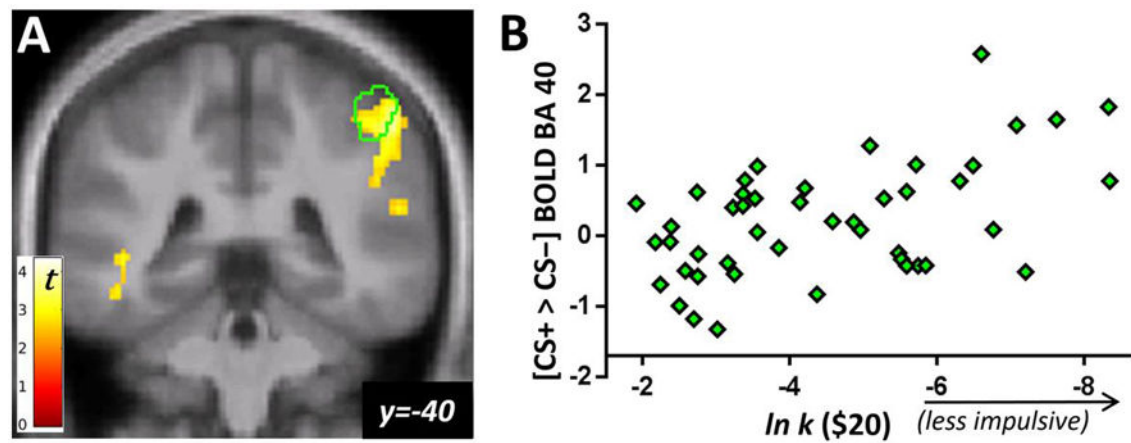 A
t
4
3
2
1
0
y=-40
B
[CS+ > CS−] BOLD BA 40
3
2
1
0
-1
-2
-2 -4 -6 -8
ln k ($20) (less impulsive)